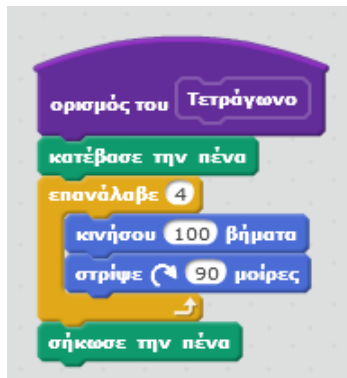 ορισμός του Τετράγωνο
κατέβασε την πένα
επανάλαβε 4
κινήσου 100 βήματα
στρίψε 90 μοίρες
σήκωσε την πένα